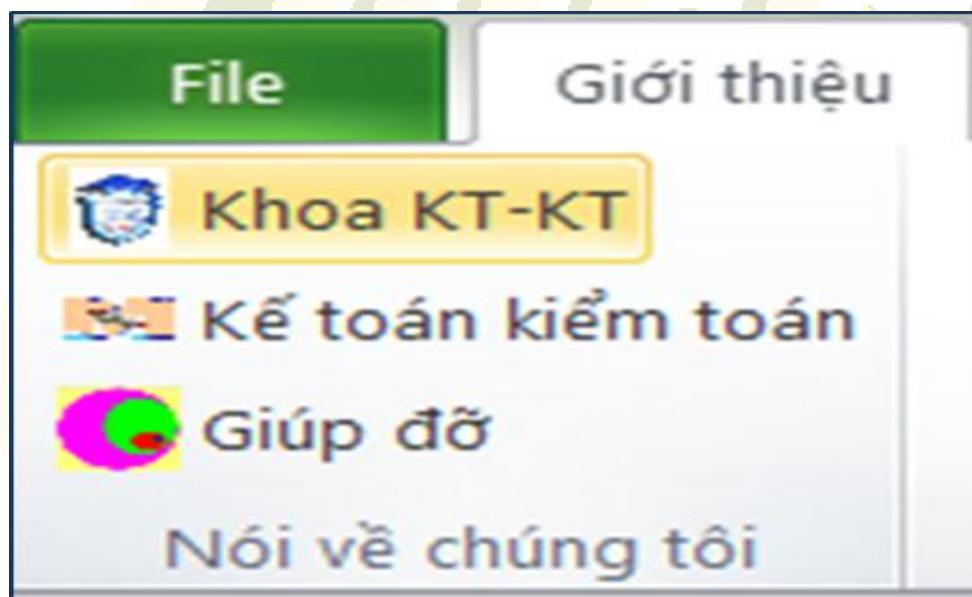 File Giới thiệu
Khoa KT-KT
Kế toán kiểm toán
Giúp đỡ
Nói về chúng tôi